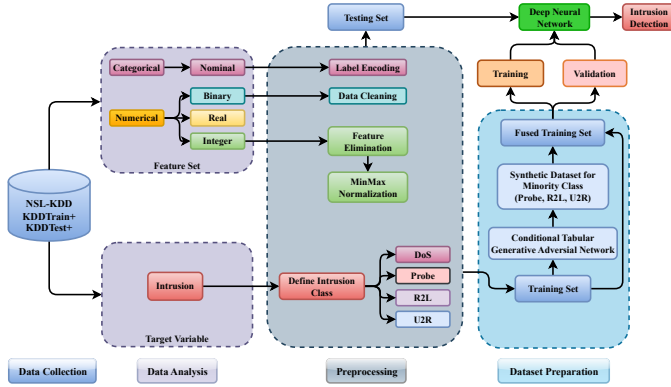 Testing Set
Deep Neural
Network
Intrusion
Detection
Categorical
Nominal
Label Encoding
Training
Validation
Binary
Data Cleaning
Numerical
Real
Integer
Feature
Elimination
Feature Set
MinMax
Normalization
Fused Training Set
Synthetic Dataset for
Minority Class
(Probe, R2L, U2R)
NSL-KDD
KDDTrain+
KDDTest+
Conditional Tabular
Generative Adversial Network
DoS
Probe
R2L
U2R
Intrusion
Define Intrusion
Class
Training Set
Target Variable
Data Collection
Data Analysis
Preprocessing
Dataset Preparation